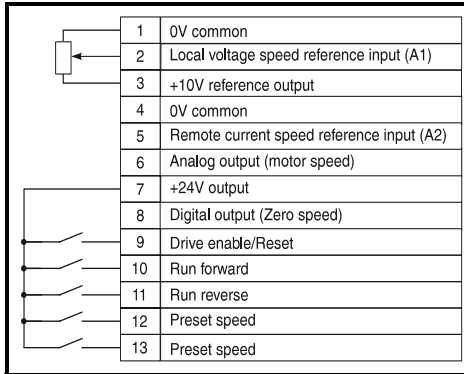 1 0V common
2 Local voltage speed reference input (A1)
3 +10V reference output
4 0V common
5 Remote current speed reference input (A2)
6 Analog output (motor speed)
7 +24V output
8 Digital output (Zero speed)
9 Drive enable/Reset
10 Run forward
11 Run reverse
12 Preset speed
13 Preset speed